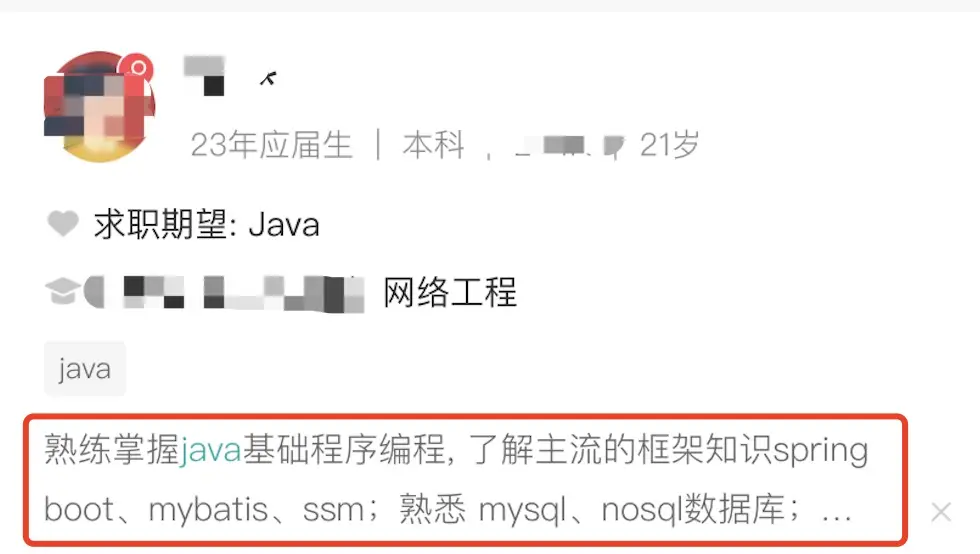 23年应届生 | 本科 21岁
求职期望: Java
网络工程
java
熟练掌握java基础程序编程, 了解主流的框架知识spring
boot、mybatis、ssm；熟悉 mysql、nosql数据库；...